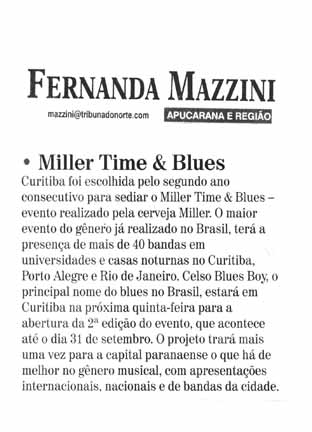 FERNANDA MAZZINI
mazzini@tribunadonorte.com APUCARANA E REGIÃO
• Miller Time & Blues
Curitiba foi escolhida pelo segundo ano
consecutivo para sediar o Miller Time & Blues –
evento realizado pela cerveja Miller. O maior
evento do gênero já realizado no Brasil, terá a
presença de mais de 40 bandas em
universidades e casas noturnas no Curitiba,
Porto Alegre e Rio de Janeiro. Celso Blues Boy, o
principal nome do blues no Brasil, estará em
Curitiba na próxima quinta-feira para a
abertura da 2ª edição do evento, que acontece
até o dia 31 de setembro. O projeto trará mais
uma vez para a capital paranaense o que há de
melhor no gênero musical, com apresentações
internacionais, nacionais e de bandas da cidade.